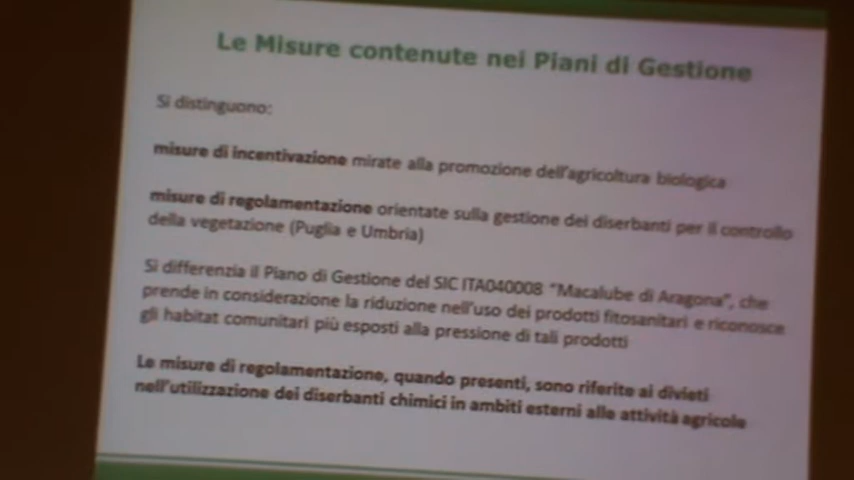 Le Misure contenute nei Piani di Gestione
Si distinguono:
misure di incentivazione mirate alla promozione dell'agricoltura biologica
misure di regolamentazione orientate sulla gestione dei diserbanti per il controllo
della vegetazione (Puglia e Umbria)
Si differenzia il Piano di Gestione del SIC ITA040008 "Macalube di Aragona", che
prende in considerazione la riduzione nell'uso dei prodotti fitosanitari e riconosce
gli habitat comunitari più esposti alla pressione di tali prodotti
Le misure di regolamentazione, quando presenti, sono riferite ai divieti
nell'utilizzazione dei diserbanti chimici in ambiti esterni alle attività agricole